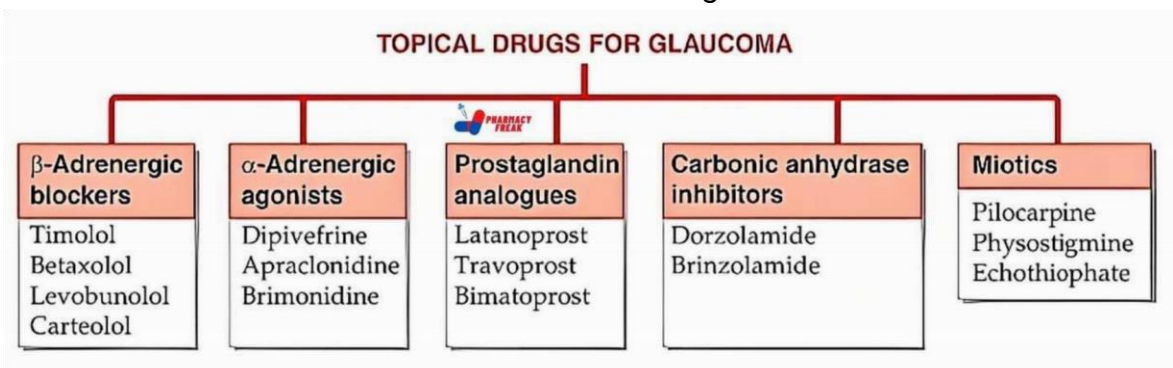 TOPICAL DRUGS FOR GLAUCOMA
PHARMACY
FREAK
β-Adrenergic
blockers
Timolol
Betaxolol
Levobunolol
Carteolol
α-Adrenergic
agonists
Dipivefrine
Apraclonidine
Brimonidine
Prostaglandin
analogues
Latanoprost
Travoprost
Bimatoprost
Carbonic anhydrase
inhibitors
Dorzolamide
Brinzolamide
Miotics
Pilocarpine
Physostigmine
Echothiophate